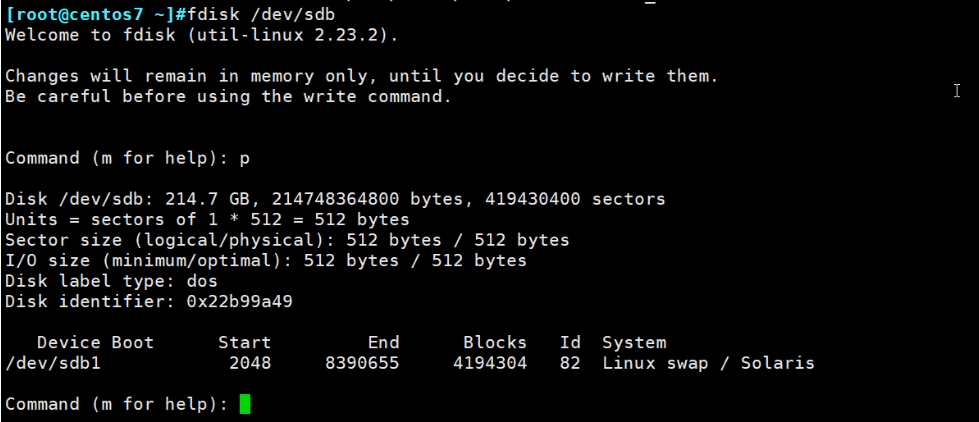 [root@centos7 ~]#fdisk /dev/sdb
Welcome to fdisk (util-linux 2.23.2).
Changes will remain in memory only, until you decide to write them.
Be careful before using the write command.
Command (m for help): p
Disk /dev/sdb: 214.7 GB, 214748364800 bytes, 419430400 sectors
Units = sectors of 1 * 512 = 512 bytes
Sector size (logical/physical): 512 bytes / 512 bytes
I/O size (minimum/optimal): 512 bytes / 512 bytes
Disk label type: dos
Disk identifier: 0x22b99a49
   Device Boot      Start         End      Blocks   Id  System
/dev/sdb1            2048     8390655     4194304   82  Linux swap / Solaris
Command (m for help):